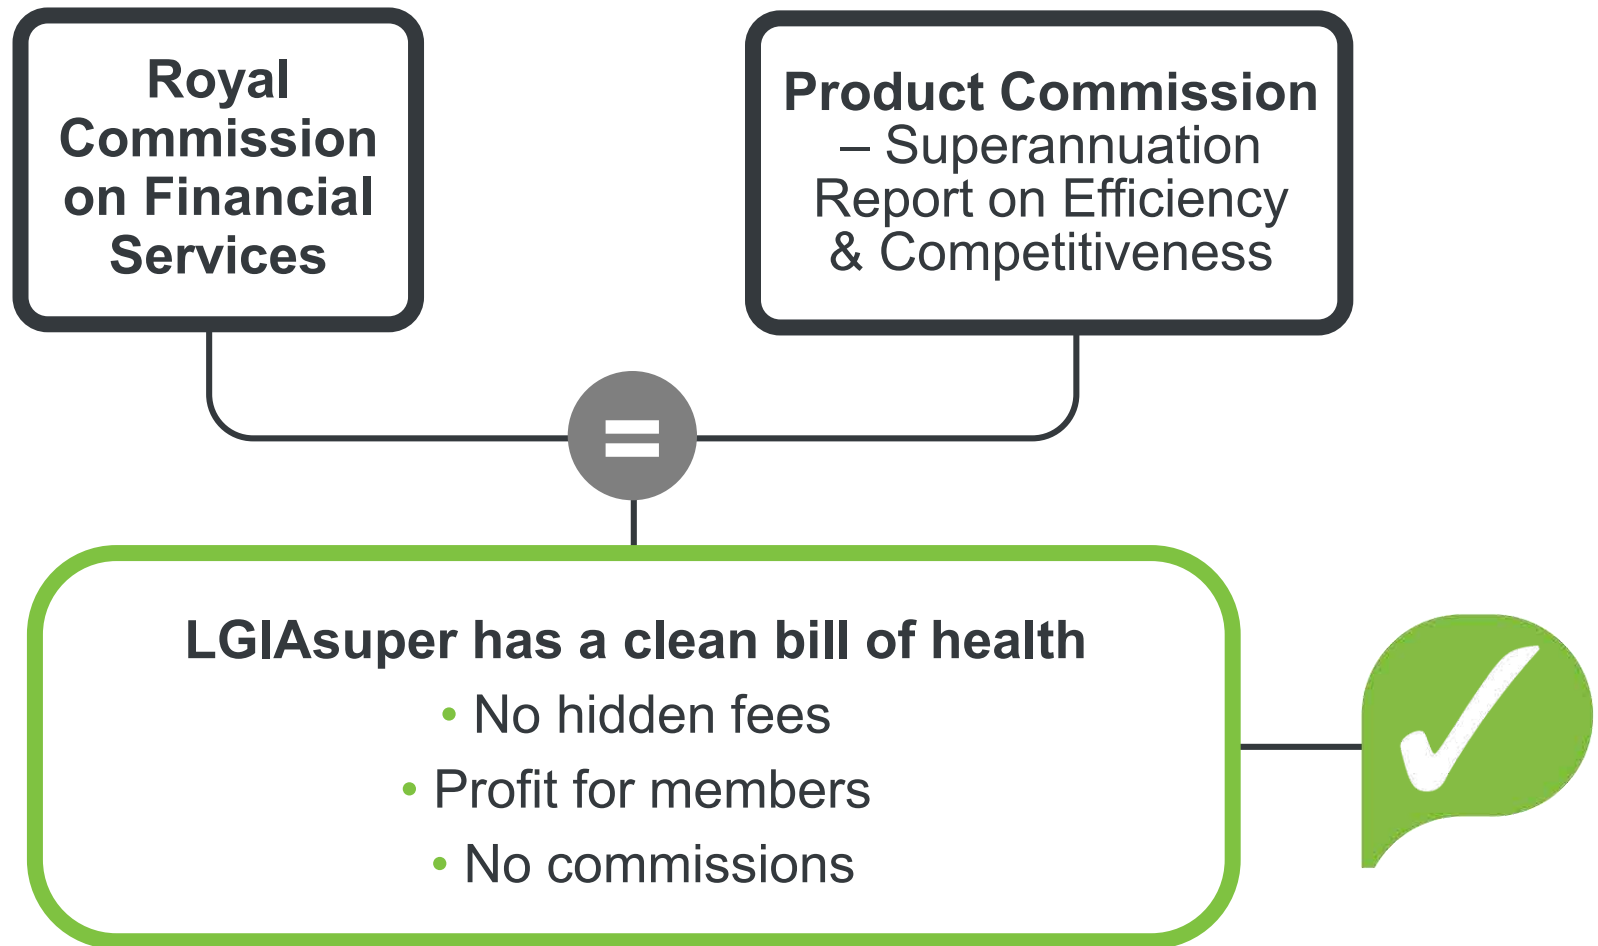 Royal
Commission
on Financial
Services
Product Commission
– Superannuation
Report on Efficiency
& Competitiveness
=
LGIAsuper has a clean bill of health
• No hidden fees
• Profit for members
• No commissions